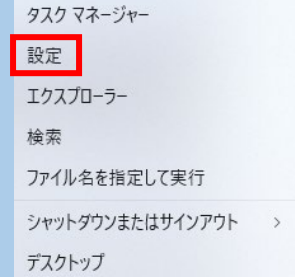 タスク マネージャー
設定
エクスプローラー
検索
ファイル名を指定して実行
シャットダウンまたはサインアウト
デスクトップ